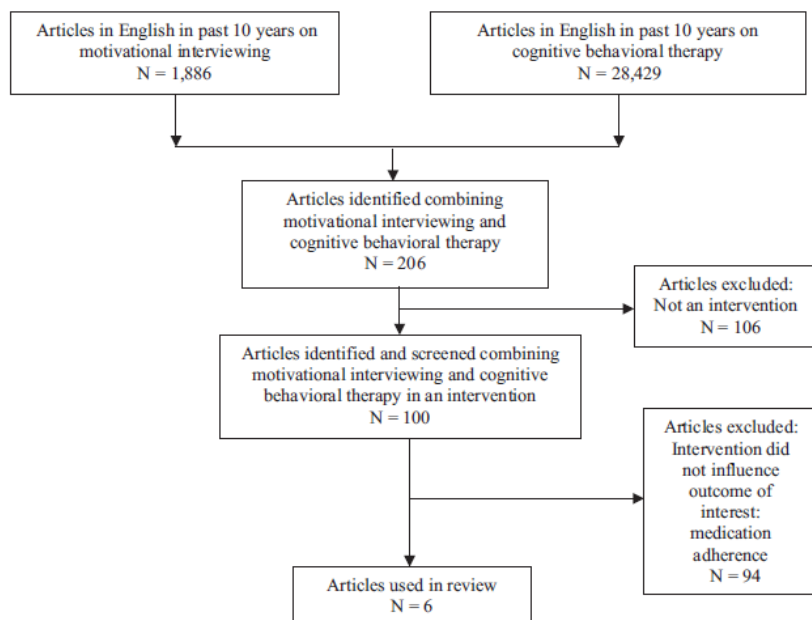 Articles in English in past 10 years on
motivational interviewing
N = 1,886
Articles in English in past 10 years on
cognitive behavioral therapy
N = 28,429
Articles identified combining
motivational interviewing and
cognitive behavioral therapy
N = 206
Articles excluded:
Not an intervention
N = 106
Articles identified and screened combining
motivational interviewing and cognitive
behavioral therapy in an intervention
N = 100
Articles excluded:
Intervention did
not influence
outcome of
interest:
medication
adherence
N = 94
Articles used in review
N = 6